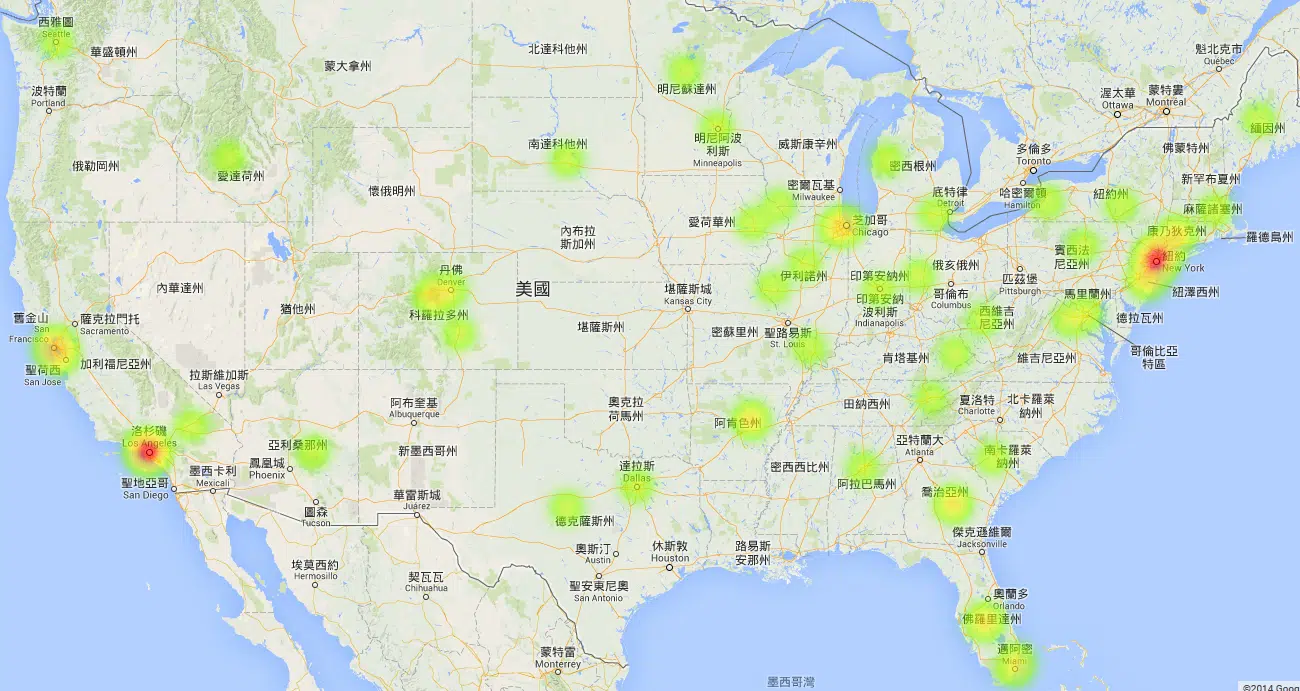 西雅圖
Seattle
華盛頓州
北達科他州
魁北克市
Québec
蒙大拿州
明尼蘇達州
波特蘭
Portland
渥太華
Ottawa
蒙特婁
Montréal
緬因州
南達科他州
明尼阿波
利斯
Minneapolis
威斯康辛州
多倫多
Toronto
佛蒙特州
俄勒岡州
愛達荷州
密西根州
新罕布夏州
懷俄明州
密爾瓦基
Milwaukee
底特律
Detroit
哈密爾頓
Hamilton
紐約州
麻薩諸塞州
愛荷華州
芝加哥
Chicago
康乃狄克州
羅德島州
內布拉
斯加州
賓西法
尼亞州
紐約
New York
丹佛
Denver
美國
堪薩斯城
Kansas City
伊利諾州
印第安納州
俄亥俄州
匹茲堡
Pittsburgh
內華達州
猶他州
科羅拉多州
印第安納
波利斯
Indianapolis
哥倫布
Columbus
馬里蘭州
紐澤西州
舊金山
San
Francisco
薩克拉門托
Sacramento
堪薩斯州
密蘇里州
聖路易斯
St. Louis
西維吉
尼亞州
德拉瓦州
聖荷西
San Jose
加利福尼亞州
肯塔基州
維吉尼亞州
哥倫比亞
特區
拉斯維加斯
Las Vegas
阿布奎基
Albuquerque
奧克拉
荷馬州
田納西州
夏洛特
Charlotte
北卡羅萊
納州
洛杉磯
Los Angeles
亞利桑那州
新墨西哥州
阿肯色州
亞特蘭大
Atlanta
南卡羅萊
納州
鳳凰城
Phoenix
墨西卡利
Mexicali
聖地亞哥
San Diego
達拉斯
Dallas
密西西比州
阿拉巴馬州
喬治亞州
圖森
Tucson
華雷斯城
Juárez
德克薩斯州
傑克遜維爾
Jacksonville
奧斯汀
Austin
休斯敦
Houston
路易斯
安那州
埃莫西約
Hermosillo
契瓦瓦
Chihuahua
聖安東尼奧
San Antonio
奧蘭多
Orlando
佛羅里達州
蒙特雷
Monterrey
邁阿密
Miami
墨西哥灣
©2014 Goog